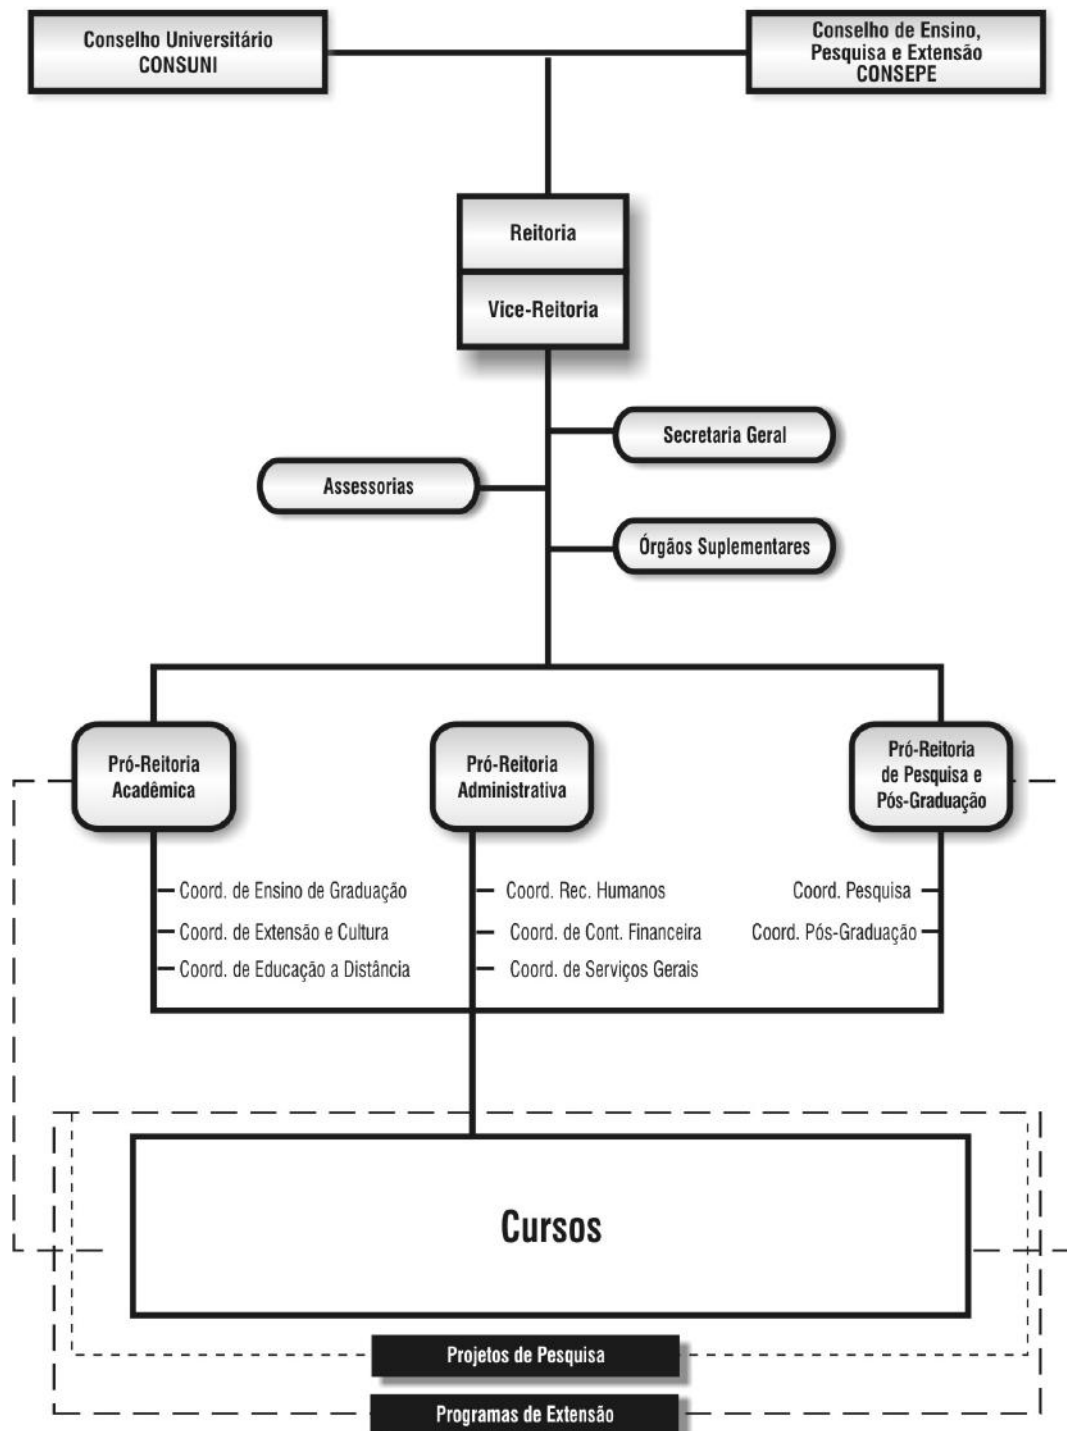 Conselho Universitário
CONSUNI
Conselho de Ensino,
Pesquisa e Extensão
CONSEPE
Reitoria
Vice-Reitoria
Secretaria Geral
Assessorias
Órgãos Suplementares
Pró-Reitoria
Acadêmica
Pró-Reitoria
Administrativa
Pró-Reitoria
de Pesquisa e
Pós-Graduação
Coord. de Ensino de Graduação
Coord. de Extensão e Cultura
Coord. de Educação a Distância
Coord. Rec. Humanos
Coord. de Cont. Financeira
Coord. de Serviços Gerais
Coord. Pesquisa
Coord. Pós-Graduação
Cursos
Projetos de Pesquisa
Programas de Extensão